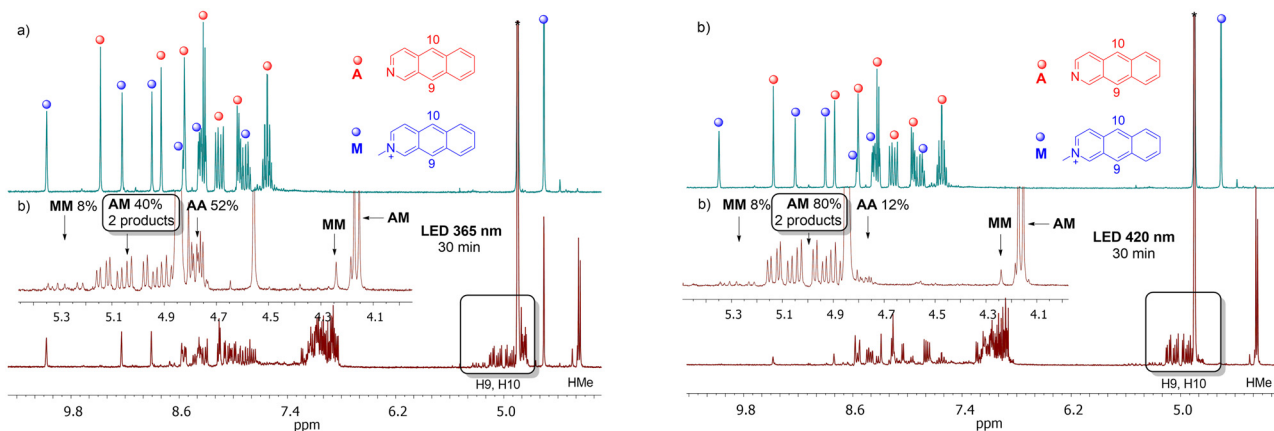 a)
*
10
A
N
9
10
M
N
+
9
b)
MM 8%
AM 40%
2 products
AA 52%
MM
AM
LED 365 nm
30 min
5.3 5.1 4.9 4.7 4.5 4.3 4.1
H9, H10
HMe
9.8 8.6 7.4 6.2 5.0
ppm
b)
*
10
A
N
9
10
M
N
+
9
b)
MM 8%
AM 80%
2 products
AA 12%
MM
AM
LED 420 nm
30 min
5.3 5.1 4.9 4.7 4.5 4.3 4.1
H9, H10
HMe
9.8 8.6 7.4 6.2 5.0
ppm